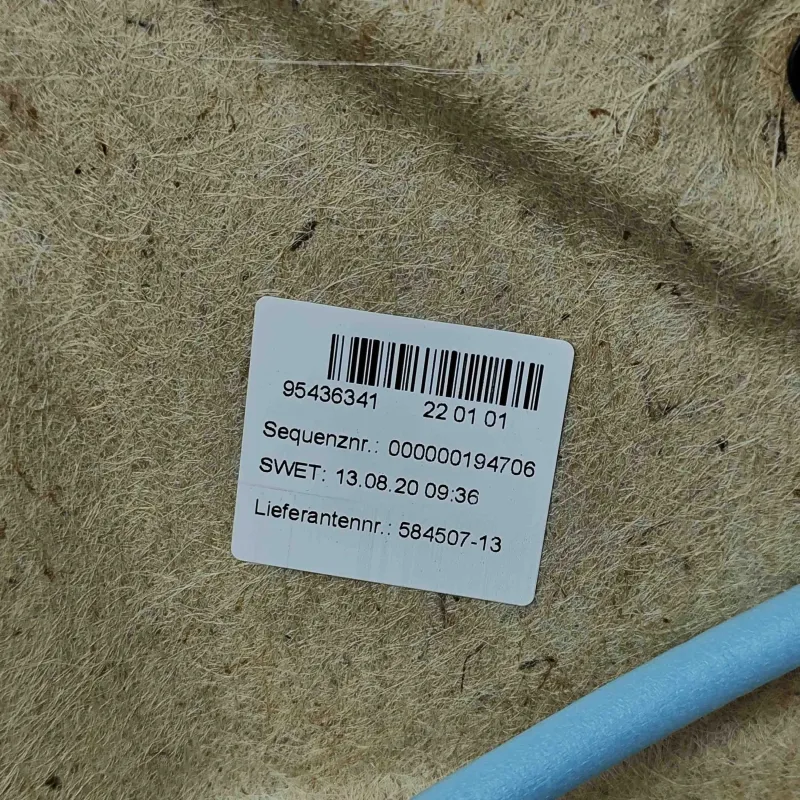 95436341 22 01 01
Sequenznr.: 000000194706
SWET: 13.08.20 09:36
Lieferantennr.: 584507-13